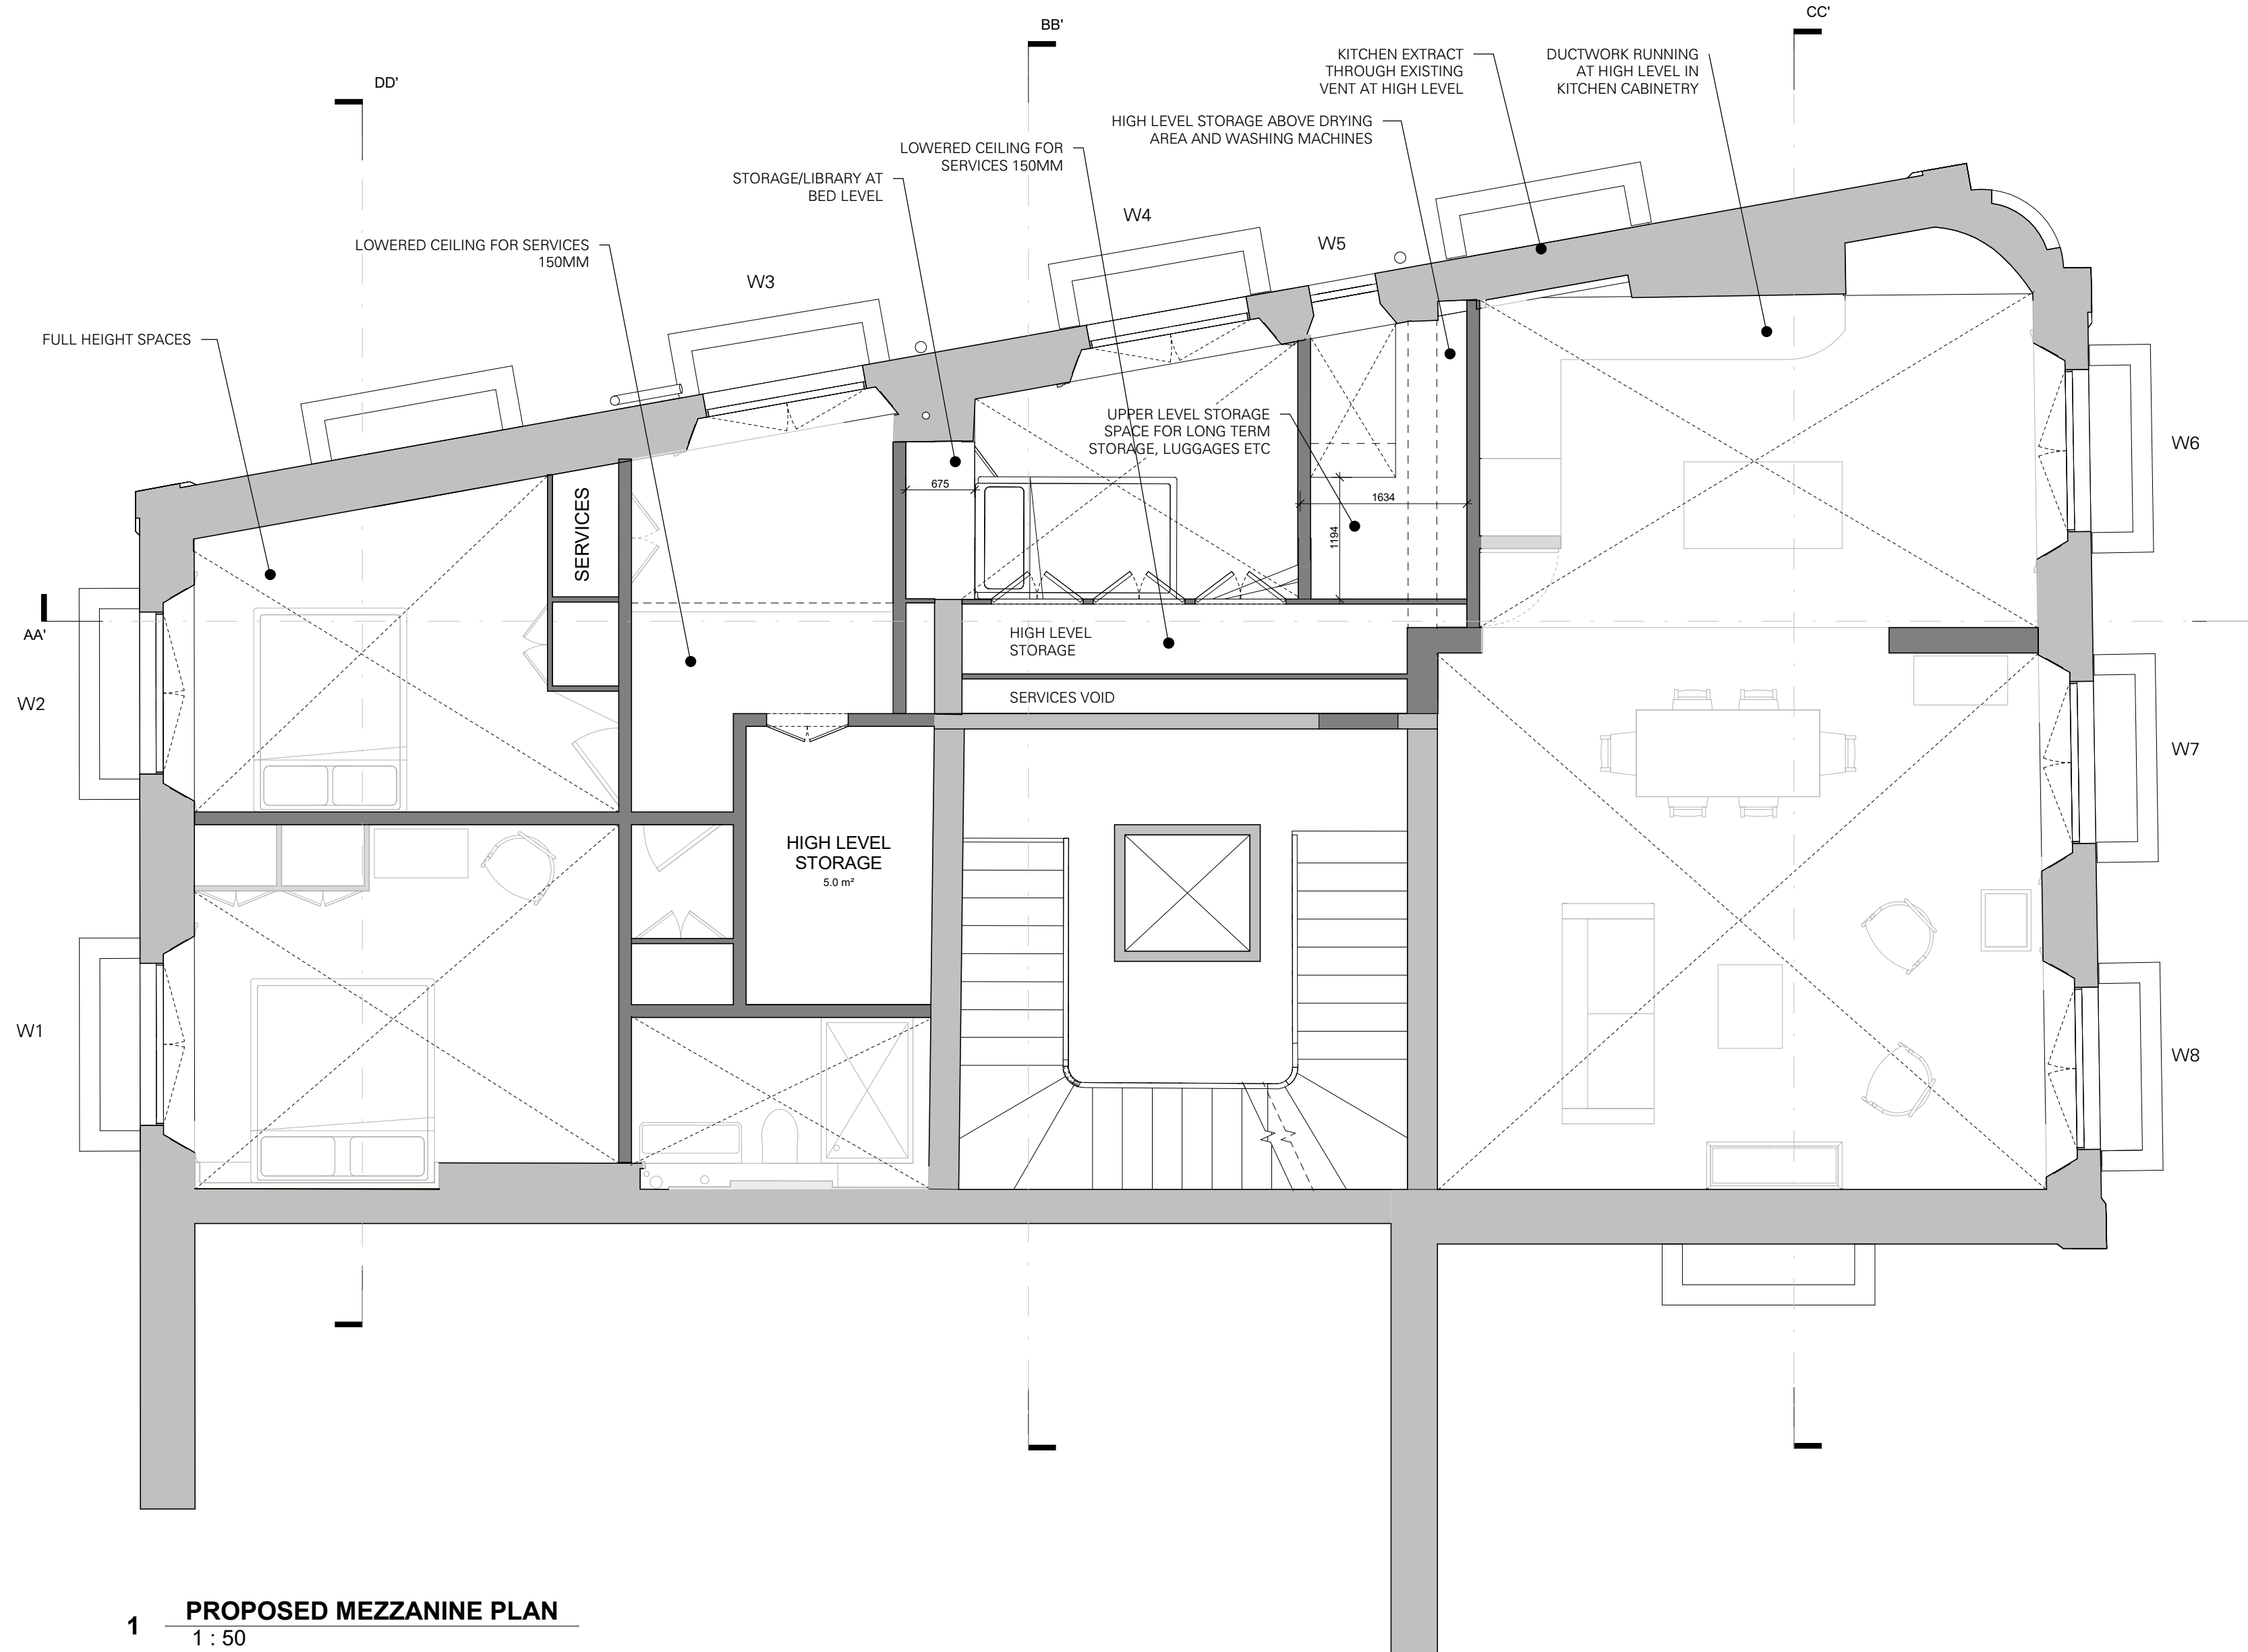 CC'
BB'
KITCHEN EXTRACT
THROUGH EXISTING
VENT AT HIGH LEVEL
DUCTWORK RUNNING
AT HIGH LEVEL IN
KITCHEN CABINETRY
DD'
HIGH LEVEL STORAGE ABOVE DRYING
AREA AND WASHING MACHINES
LOWERED CEILING FOR
SERVICES 150MM
STORAGE/LIBRARY AT
BED LEVEL
W4
W5
LOWERED CEILING FOR SERVICES
150MM
W3
FULL HEIGHT SPACES
UPPER LEVEL STORAGE
SPACE FOR LONG TERM
STORAGE, LUGGAGES ETC
W6
675
1634
SERVICES
1194
AA'
HIGH LEVEL
STORAGE
W2
SERVICES VOID
W7
HIGH LEVEL
STORAGE
5.0 m²
W1
W8
1
PROPOSED MEZZANINE PLAN
1 : 50